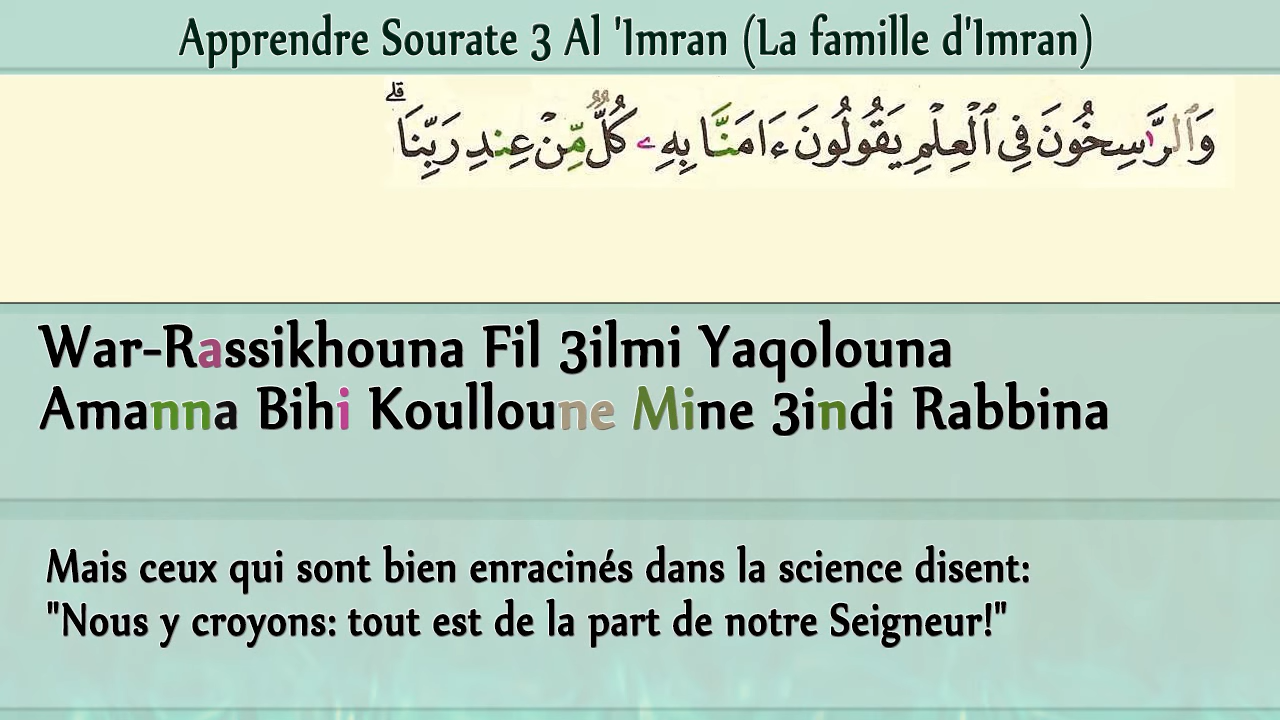 Apprendre Sourate 3 Al 'Imran (La famille d'Imran)
وَٱلرَّٰسِخُونَ فِى ٱلْعِلْمِ يَقُولُونَ ءَامَنَّا بِهِۦ كُلٌّ مِّنْ عِندِ رَبِّنَا ۗ
War-Rassikhouna Fil 3ilmi Yaqolouna
Amanna Bihi Koulloune Mine 3indi Rabbina
Mais ceux qui sont bien enracinés dans la science disent:
"Nous y croyons: tout est de la part de notre Seigneur!"